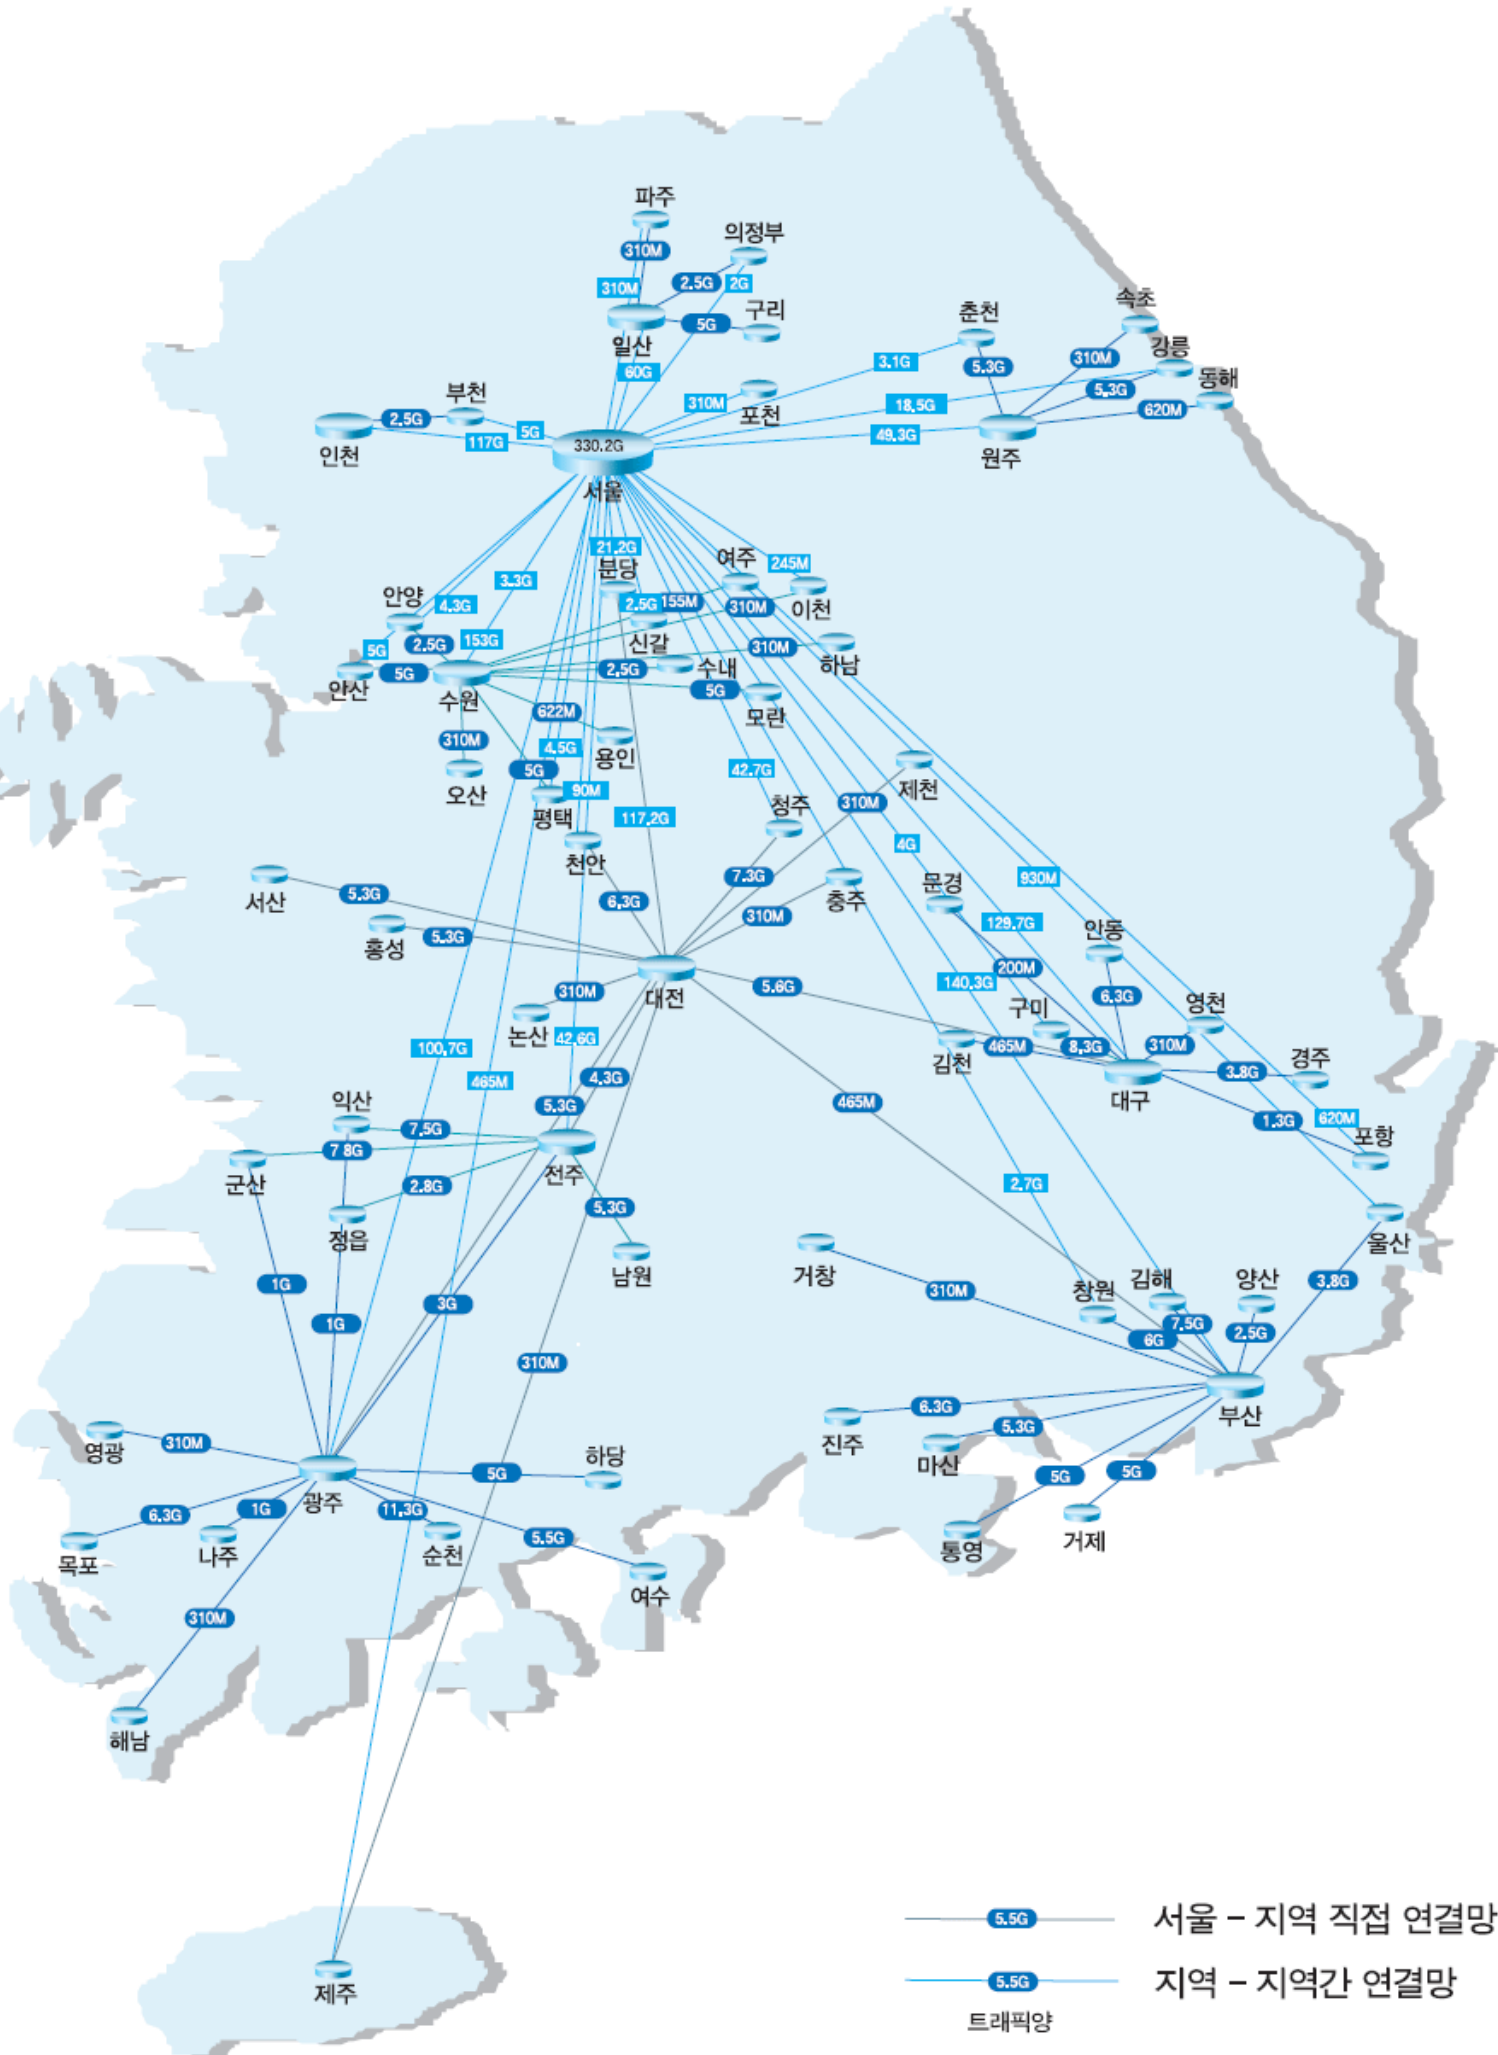 파주
310M
의정부
310M
2.5G
2G
구리
5G
일산
60G
춘천
속초
3.1G
5.3G
310M
강릉
5.3G
동해
부천
310M
포천
18.5G
620M
2.5G
5G
49.3G
인천
117G
330.2G
원주
서울
21.2G
분당
여주
245M
3.3G
안양
4.3G
2.5G
155M
310M
이천
5G
2.5G
153G
신갈
310M
하남
안산
5G
수원
2.5G
수내
5G
모란
622M
310M
4.5G
용인
5G
42.7G
오산
90M
제천
평택
117.2G
청주
310M
천안
4G
서산
5.3G
6.3G
7.3G
충주
문경
930M
홍성
5.3G
310M
129.7G
안동
대전
5.6G
200M
140.3G
310M
6.3G
영천
논산
42.6G
구미
100.7G
김천
465M
8.3G
310M
경주
465M
4.3G
3.8G
익산
5.3G
465M
대구
7.5G
1.3G
620M
포항
7 8G
군산
전주
2.8G
2.7G
정읍
5.3G
울산
남원
거창
1G
310M
창원
김해
양산
3.8G
3G
1G
6G
7.5G
2.5G
310M
부산
영광
310M
6.3G
진주
5.3G
마산
하당
5G
5G
5G
광주
6.3G
1G
11.3G
목포
나주
순천
5.5G
여수
통영
거제
310M
해남
제주
5.5G 서울 – 지역 직접 연결망
5.5G 지역 – 지역간 연결망
트래픽양